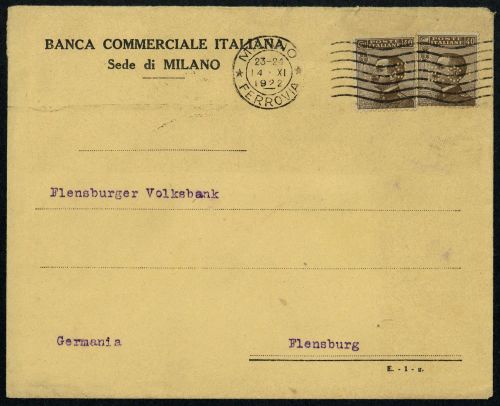 BANCA COMMERCIALE ITALIANA
Sede di MILANO
MILANO
23-24
14 · XI
1922
FERROVIA
POSTE
ITALIANE
POSTE
ITALIANE
40
Flensburger Volksbank
Germania
Flensburg
E. - 1 - g.